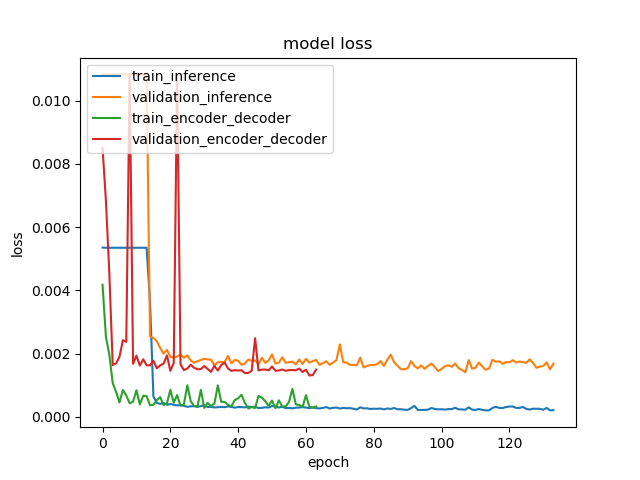 model loss
train_inference
validation_inference
train_encoder_decoder
validation_encoder_decoder
0.010
0.008
0.006
0.004
0.002
0.000
loss
0 20 40 60 80 100 120
epoch